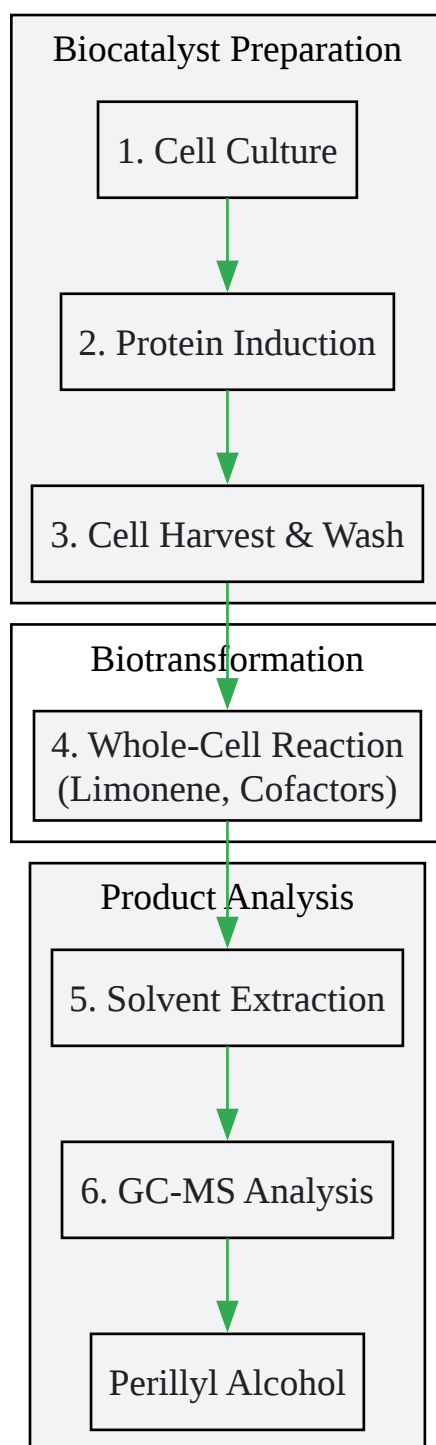 Biocatalyst Preparation
1. Cell Culture
2. Protein Induction
3. Cell Harvest & Wash
Biotransformation
4. Whole-Cell Reaction
(Limonene, Cofactors)
Product Analysis
5. Solvent Extraction
6. GC-MS Analysis
Perillyl Alcohol